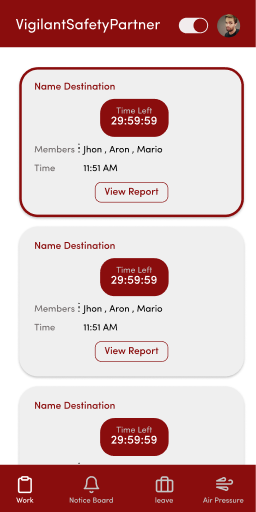 VigilantSafetyPartner
Name Destination
Time Left
29:59:59
Members : Jhon , Aron , Mario
Time 11:51 AM
View Report
Name Destination
Time Left
29:59:59
Members : Jhon , Aron , Mario
Time 11:51 AM
View Report
Name Destination
Time Left
29:59:59
Work Notice Board leave Air Pressure